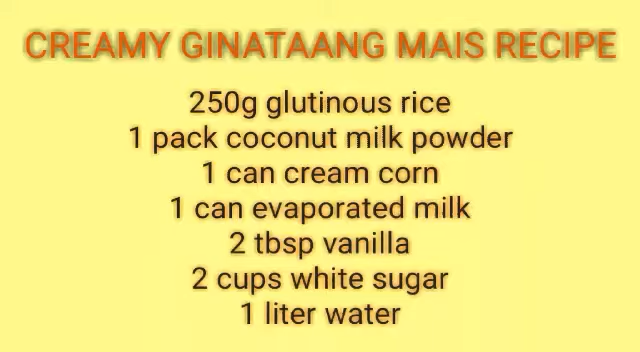 CREAMY GINATAANG MAIS RECIPE
250g glutinous rice
1 pack coconut milk powder
1 can cream corn
1 can evaporated milk
2 tbsp vanilla
2 cups white sugar
1 liter water